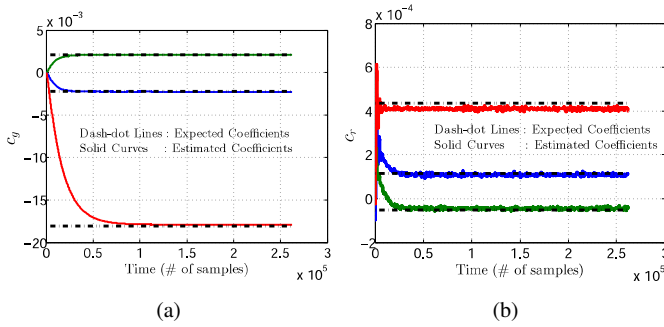 x 10⁻³
5
0
−5
−10
−15
−20
c_g
Dash-dot Lines : Expected Coefficients
Solid Curves : Estimated Coefficients
0 0.5 1 1.5 2 2.5 3
Time (# of samples)
x 10⁵
(a)
x 10⁻⁴
8
6
4
2
0
−2
c_r
Dash-dot Lines : Expected Coefficients
Solid Curves : Estimated Coefficients
0 0.5 1 1.5 2 2.5 3
Time (# of samples)
x 10⁵
(b)